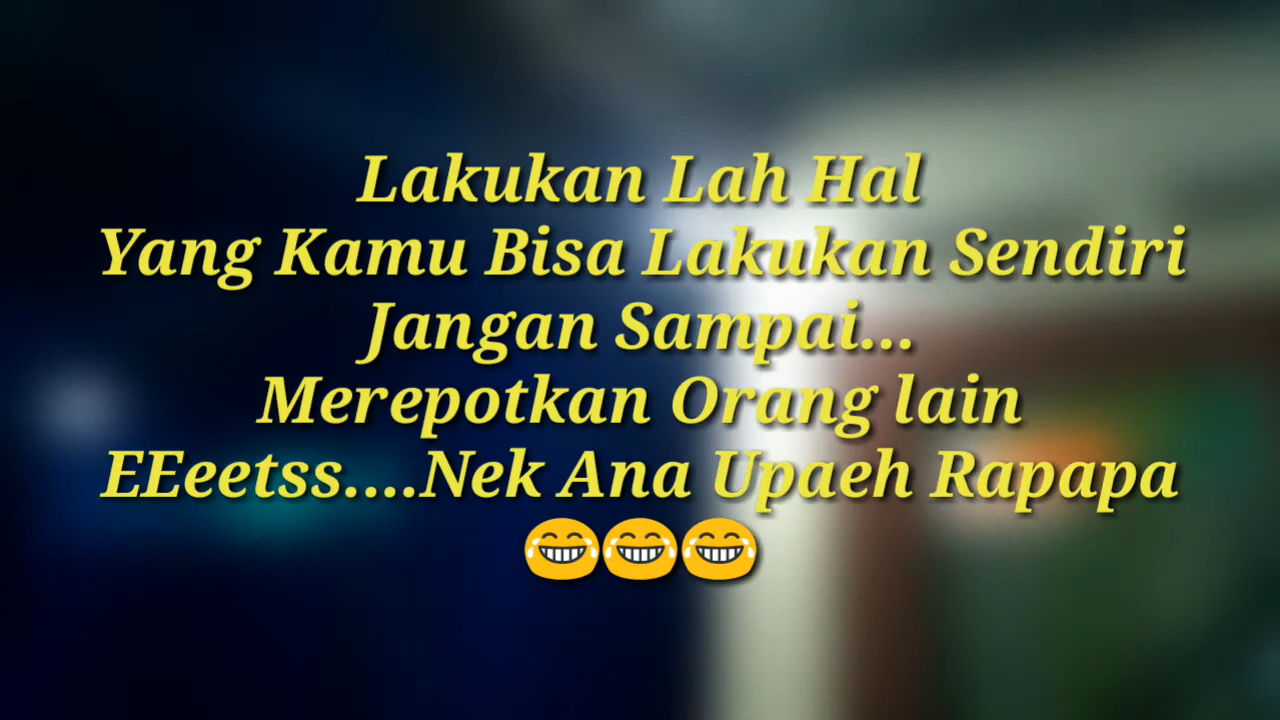 Lakukan Lah Hal
Yang Kamu Bisa Lakukan Sendiri
Jangan Sampai...
Merepotkan Orang lain
EEeetss....Nek Ana Upaeh Rapapa
😂😂😂